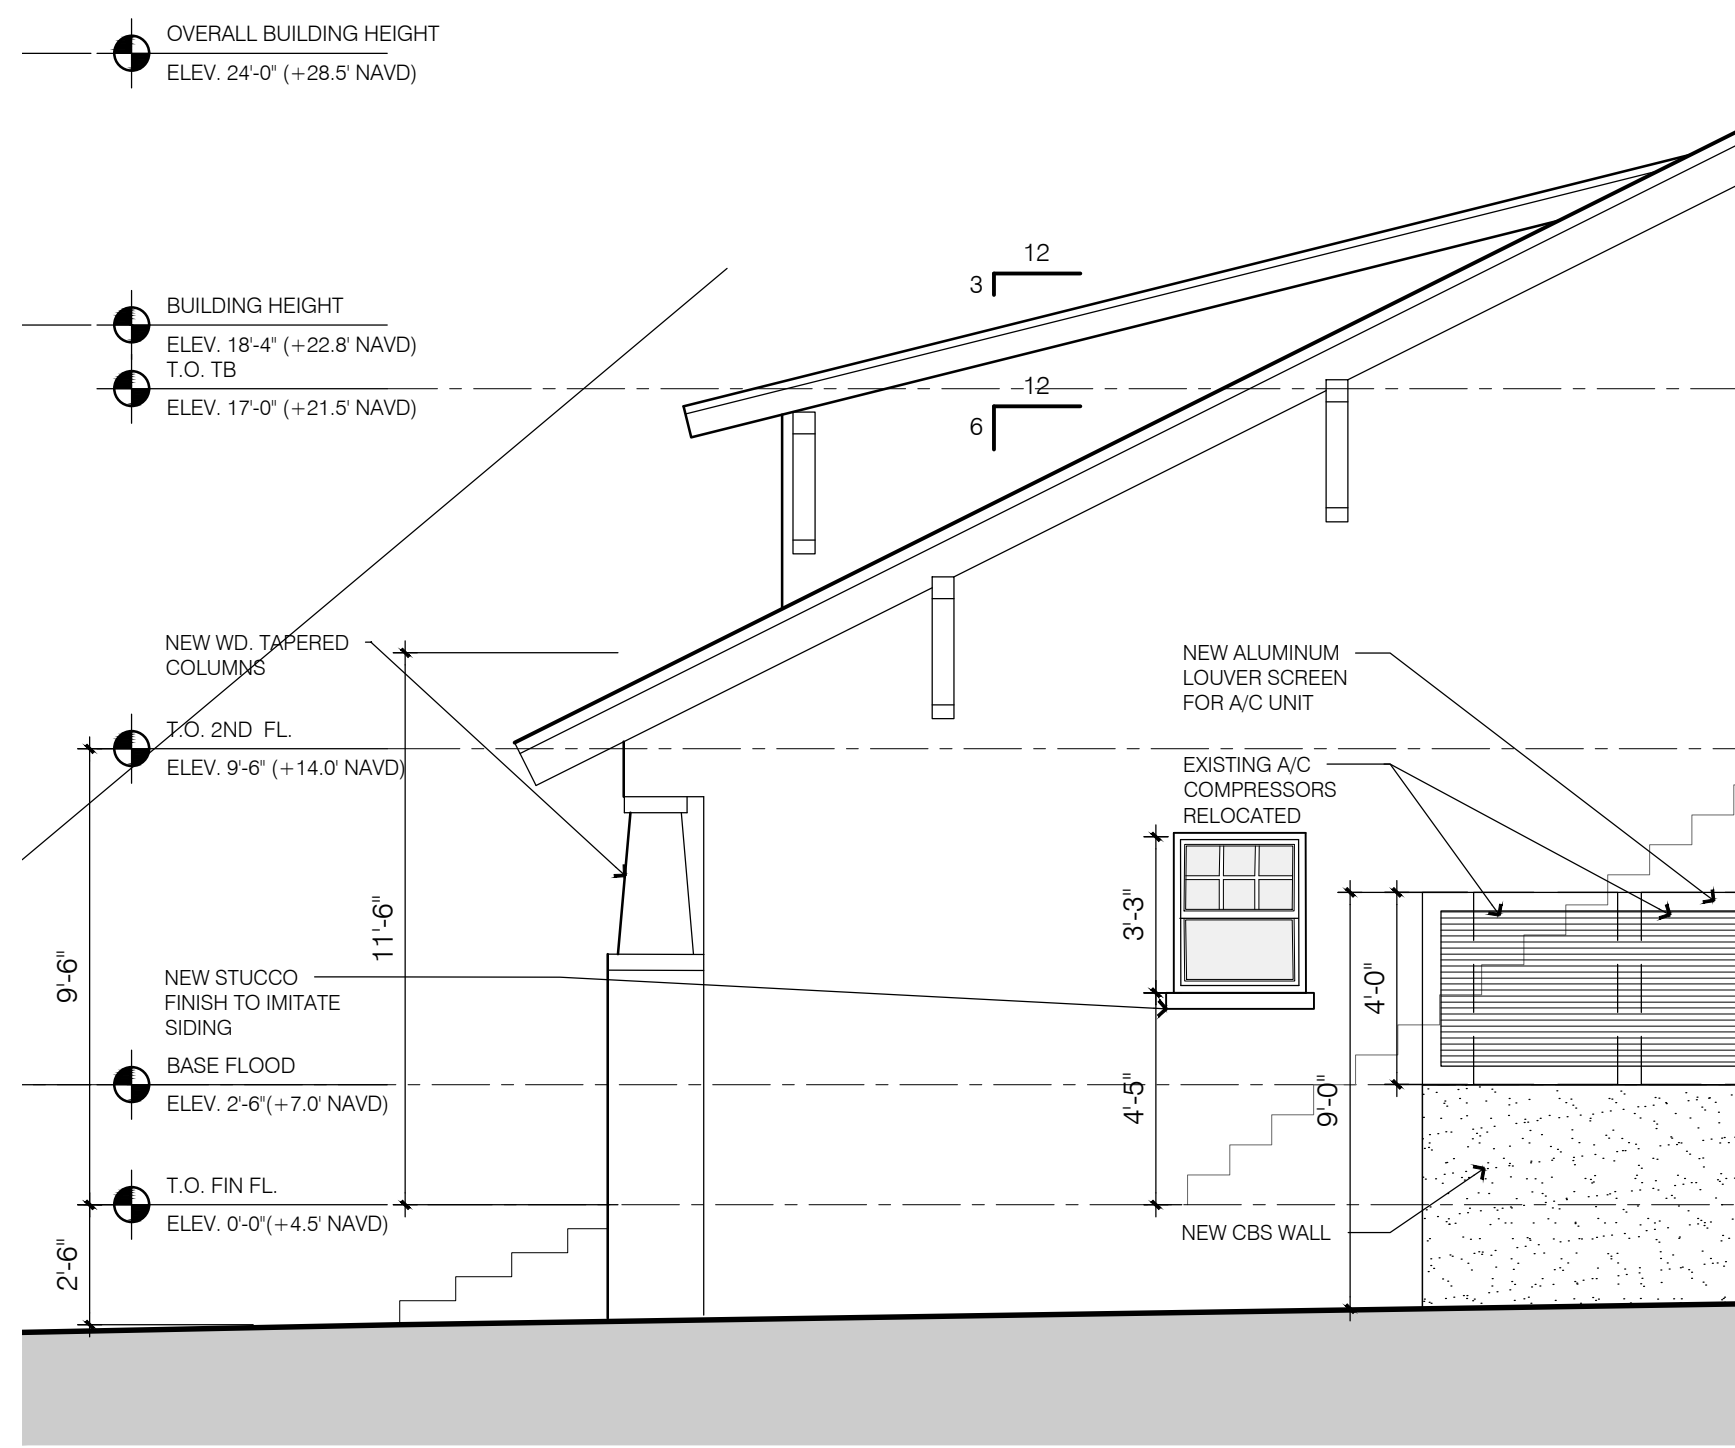 OVERALL BUILDING HEIGHT
ELEV. 24'-0" (+28.5' NAVD)
12
3
BUILDING HEIGHT
ELEV. 18'-4" (+22.8' NAVD)
T.O. TB
ELEV. 17'-0" (+21.5' NAVD)
12
6
NEW WD. TAPERED
COLUMNS
NEW ALUMINUM
LOUVER SCREEN
FOR A/C UNIT
T.O. 2ND FL.
ELEV. 9'-6" (+14.0' NAVD)
EXISTING A/C
COMPRESSORS
RELOCATED
11'-6"
3'-3"
9'-6"
4'-0"
NEW STUCCO
FINISH TO IMITATE
SIDING
BASE FLOOD
ELEV. 2'-6"(+7.0' NAVD)
4'-5"
9'-0"
T.O. FIN FL.
ELEV. 0'-0"(+4.5' NAVD)
NEW CBS WALL
2'-6"